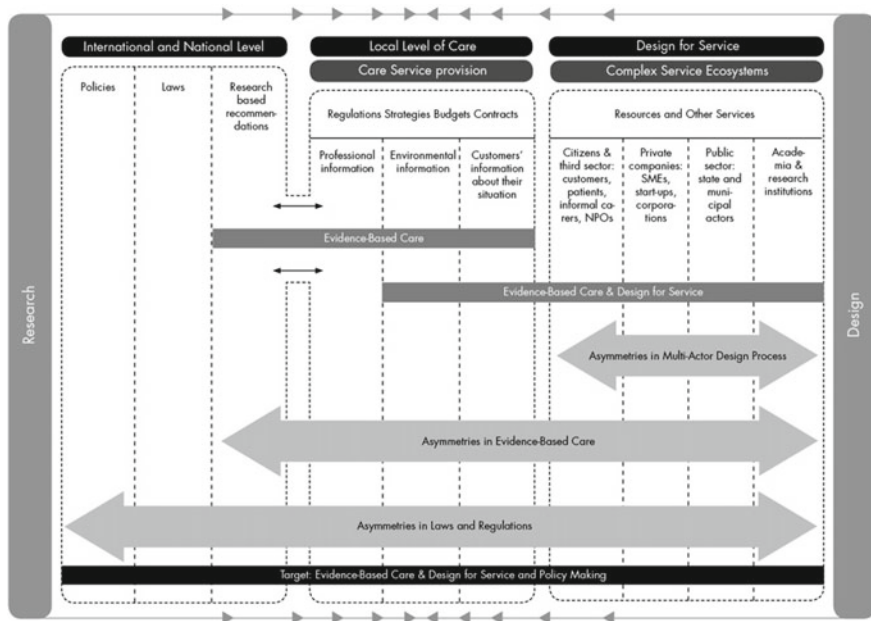 International and National Level
Local Level of Care
Design for Service
Care Service provision
Complex Service Ecosystems
Policies
Laws
Research
based
recommen-
dations
Regulations Strategies Budgets Contracts
Resources and Other Services
Professional
information
Environmental
information
Customers'
information
about their
situation
Citizens &
third sector:
customers,
patients,
informal ca-
rers, NPOs
Private
companies:
SMEs,
start-ups,
corpora-
tions
Public
sector:
state and
muni-
cipal
actors
Acade-
mia &
research
institutions
Evidence-Based Care
Evidence-Based Care & Design for Service
Research
Design
Asymmetries in Multi-Actor Design Process
Asymmetries in Evidence-Based Care
Asymmetries in Laws and Regulations
Target: Evidence-Based Care & Design for Service and Policy Making